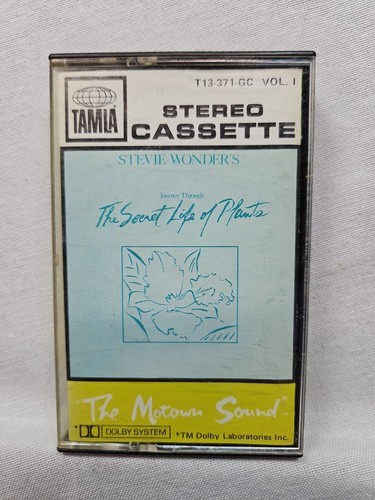 T13-371-GC VOL. I
TAMLA
STEREO
CASSETTE
STEVIE WONDER'S
Journey Through
The Secret Life of Plants
The Motown Sound™
*DOLBY SYSTEM *TM Dolby Laboratories Inc.